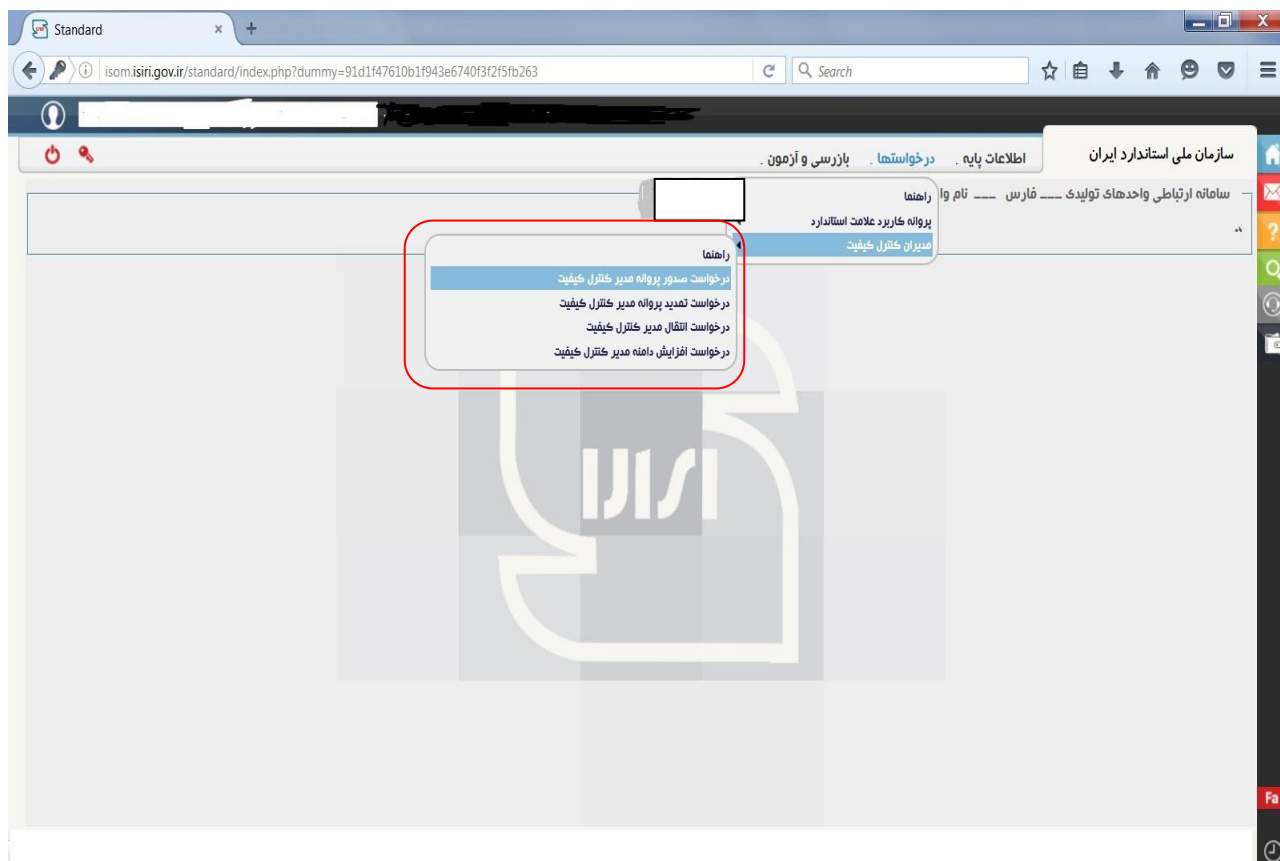 Standard
isom.isiri.gov.ir/standard/index.php?dummy=91d1f47610b1f943e6740f3f2f5fb263
Search
سازمان ملی استاندارد ایران
اطلاعات پایه .
درخواستها .
بازرسی و آزمون .
سامانه ارتباطی واحدهای تولیدی ___ فارس ___ نام وا
راهنما
پروانه کاربرد علامت استاندارد
مدیران کنترل کیفیت
راهنما
درخواست صدور پروانه مدیر کنترل کیفیت
درخواست تمدید پروانه مدیر کنترل کیفیت
درخواست انتقال مدیر کنترل کیفیت
درخواست افزایش دامنه مدیر کنترل کیفیت
ISIRI
Fa